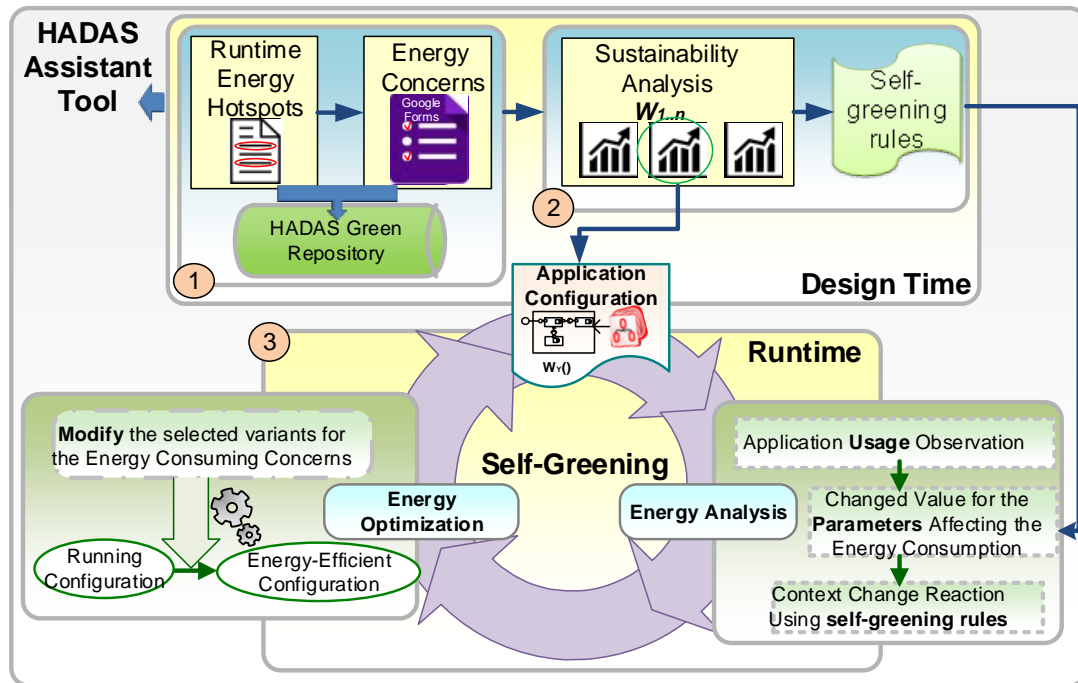 HADAS
Assistant
Tool
Runtime
Energy
Hotspots
Energy
Concerns
Google
Forms
HADAS Green
Repository
1
Sustainability
Analysis
W1..n
Self-
greening
rules
2
Design Time
Application
Configuration
WY()
3
Runtime
Self-Greening
Modify the selected variants for
the Energy Consuming Concerns
Running
Configuration
Energy-Efficient
Configuration
Energy
Optimization
Energy Analysis
Application Usage Observation
Changed Value for the
Parameters Affecting the
Energy Consumption
Context Change Reaction
Using self-greening rules